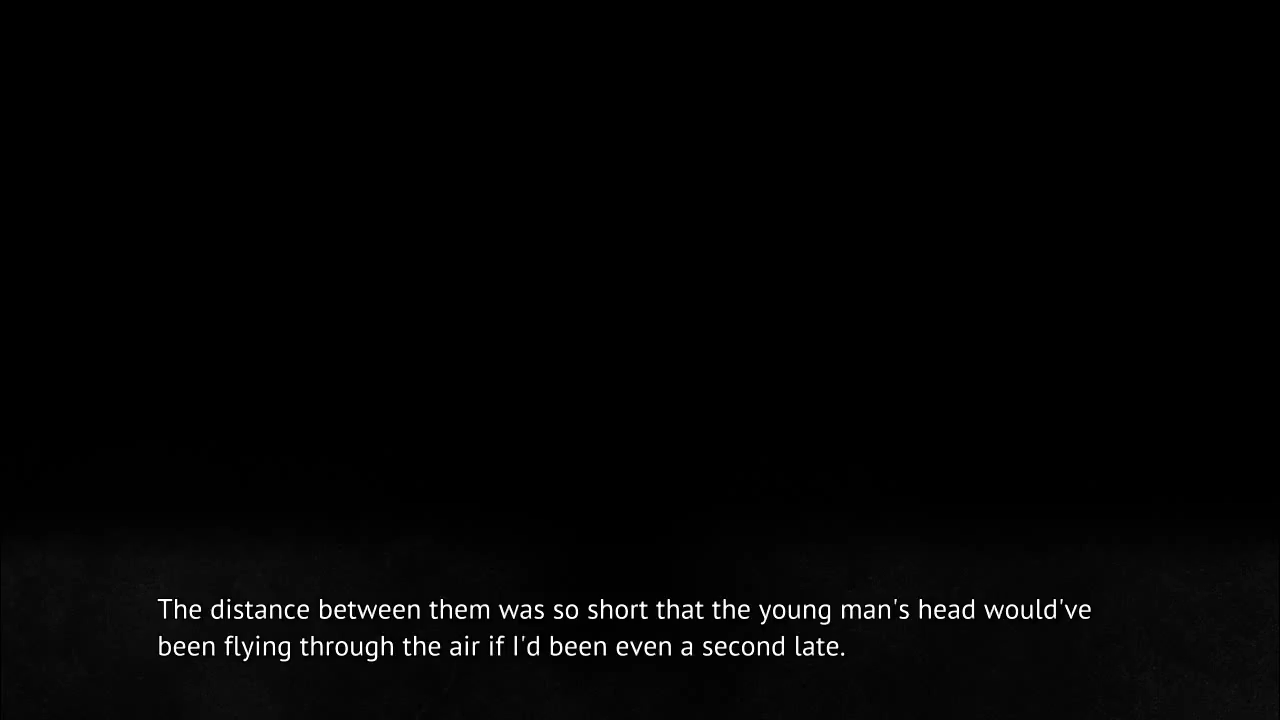 The distance between them was so short that the young man's head would've
been flying through the air if I'd been even a second late.